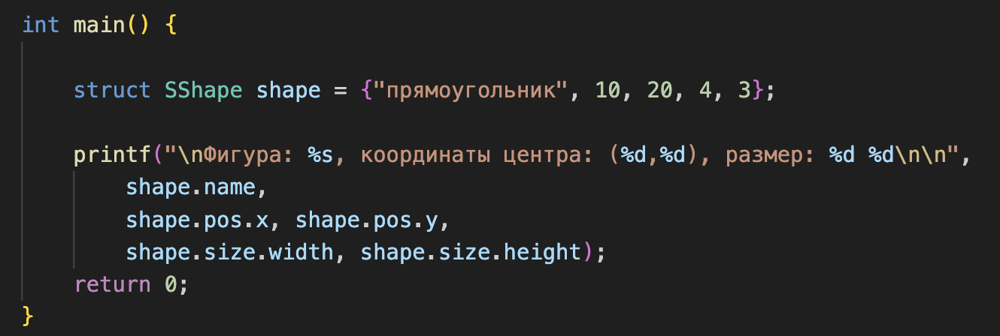 int main() {
struct SShape shape = {"прямоугольник", 10, 20, 4, 3};
printf("\nФигура: %s, координаты центра: (%d,%d), размер: %d %d\n\n",
shape.name,
shape.pos.x, shape.pos.y,
shape.size.width, shape.size.height);
return 0;
}